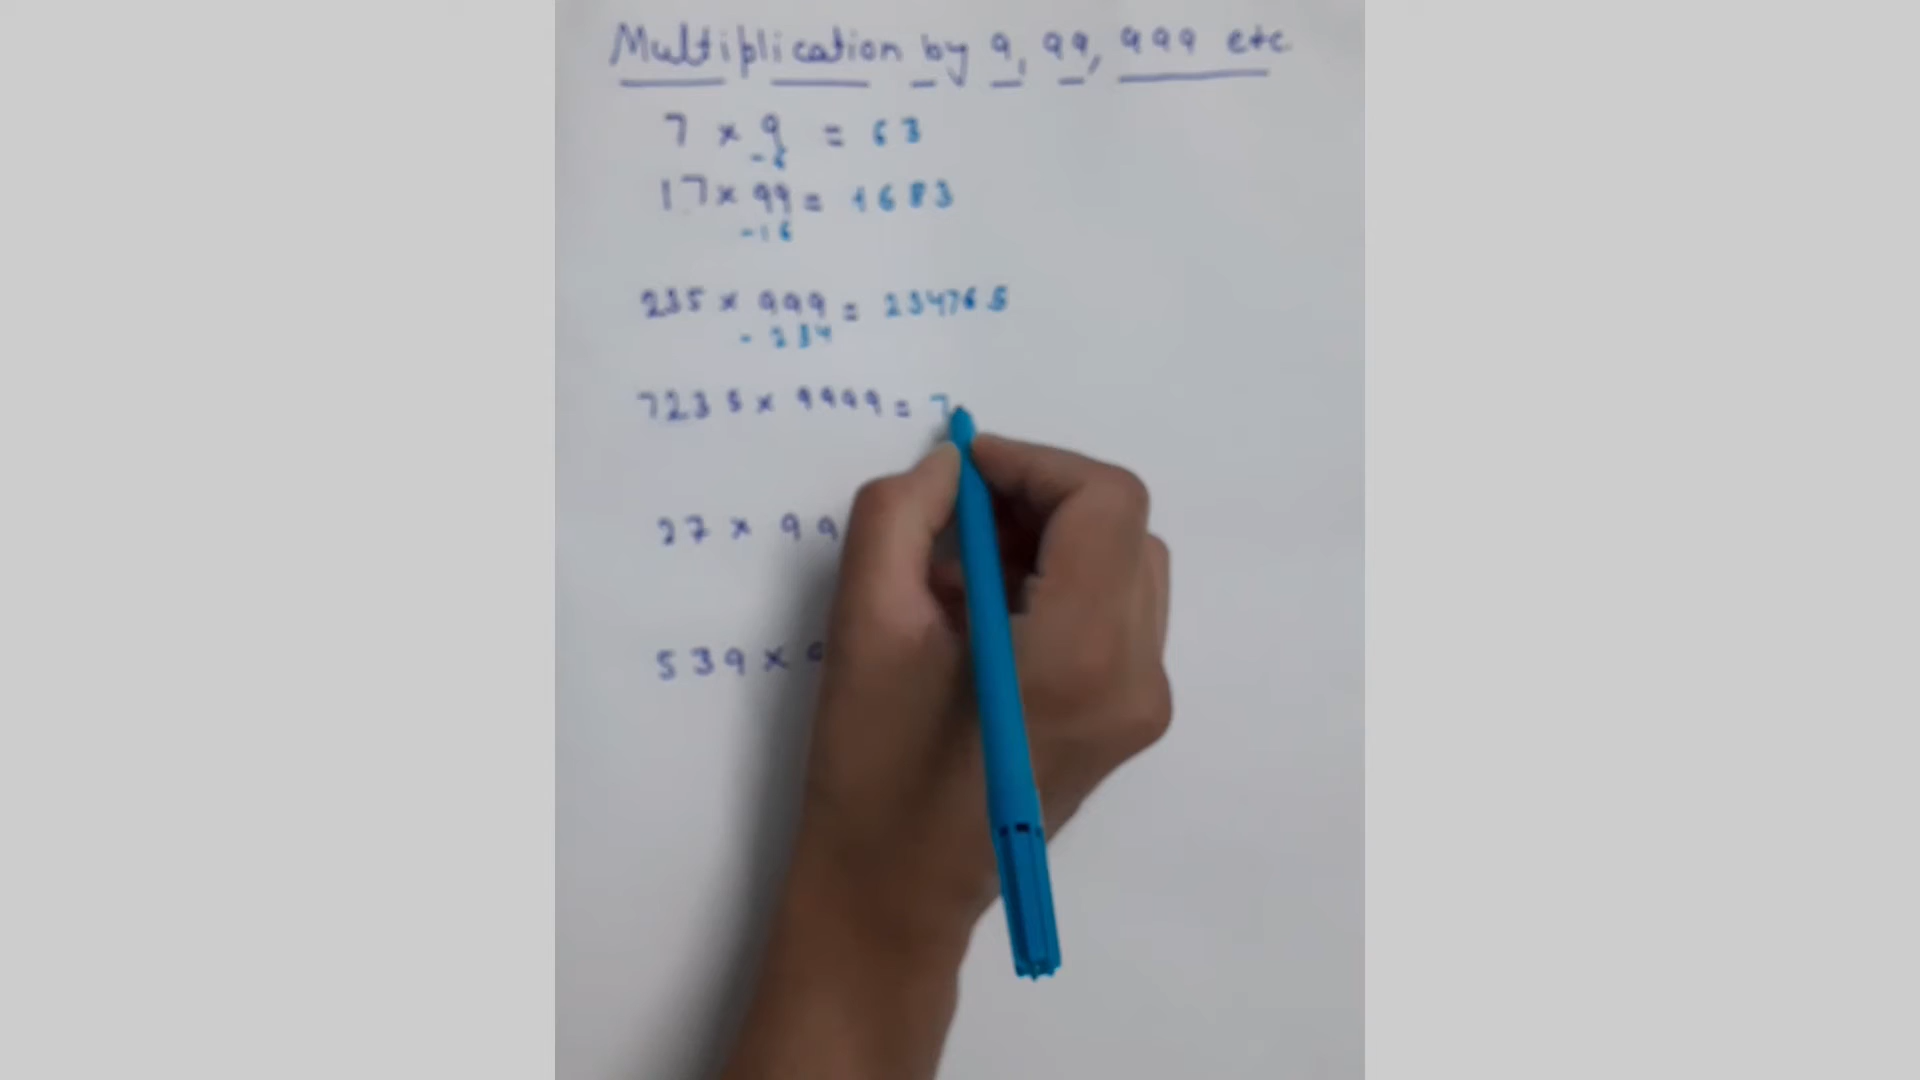 Multiplication by 9, 99, 999 etc.
7 × 9 = 63
-6
17 × 99 = 1683
-16
235 × 999 = 234765
- 234
7235 × 9999 = 7
27 × 99
539 ×